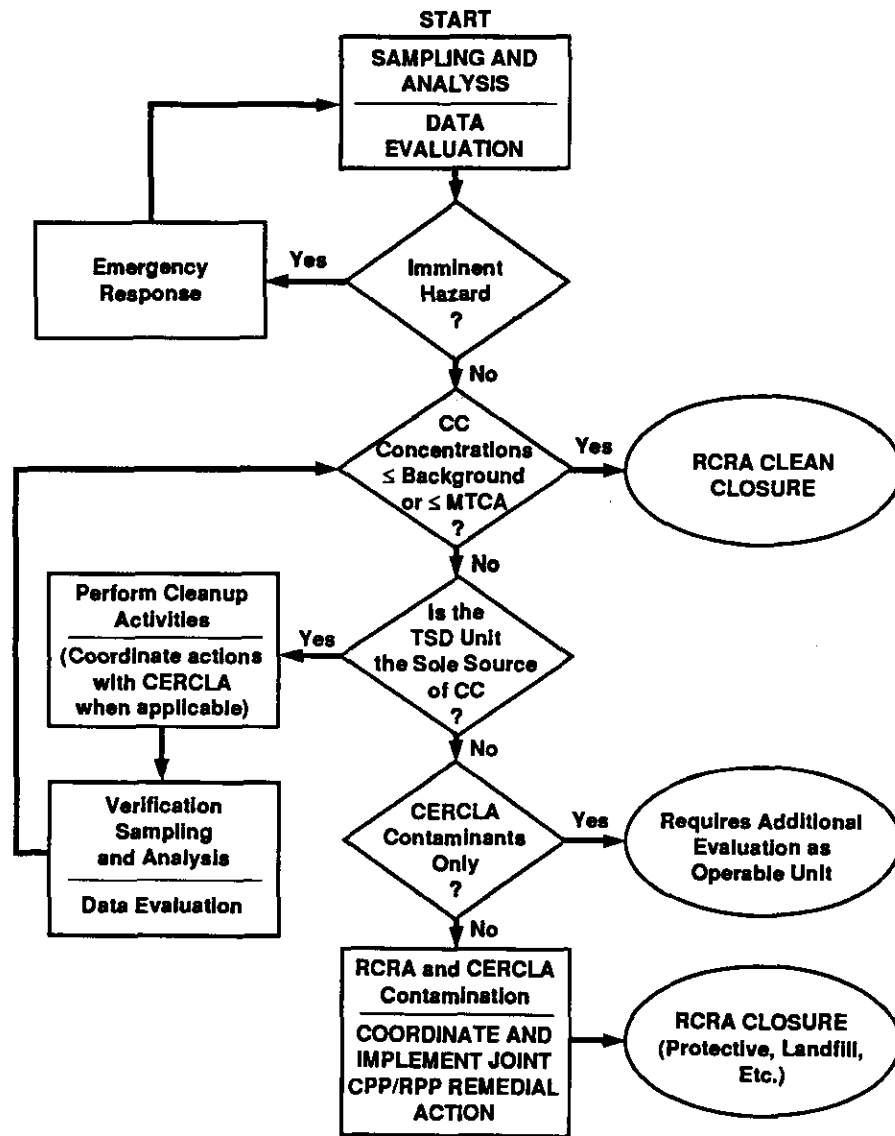 START
SAMPLING AND
ANALYSIS
DATA
EVALUATION
Emergency
Response
Yes
Imminent
Hazard
?
No
CC
Concentrations
≤ Background
or ≤ MTCA
?
Yes
RCRA CLEAN
CLOSURE
No
Perform Cleanup
Activities
(Coordinate actions
with CERCLA
when applicable)
Yes
Is the
TSD Unit
the Sole Source
of CC
?
No
Verification
Sampling
and Analysis
Data Evaluation
CERCLA
Contaminants
Only
?
Yes
Requires Additional
Evaluation as
Operable Unit
No
RCRA and CERCLA
Contamination
COORDINATE AND
IMPLEMENT JOINT
CPP/RPP REMEDIAL
ACTION
RCRA CLOSURE
(Protective, Landfill,
Etc.)